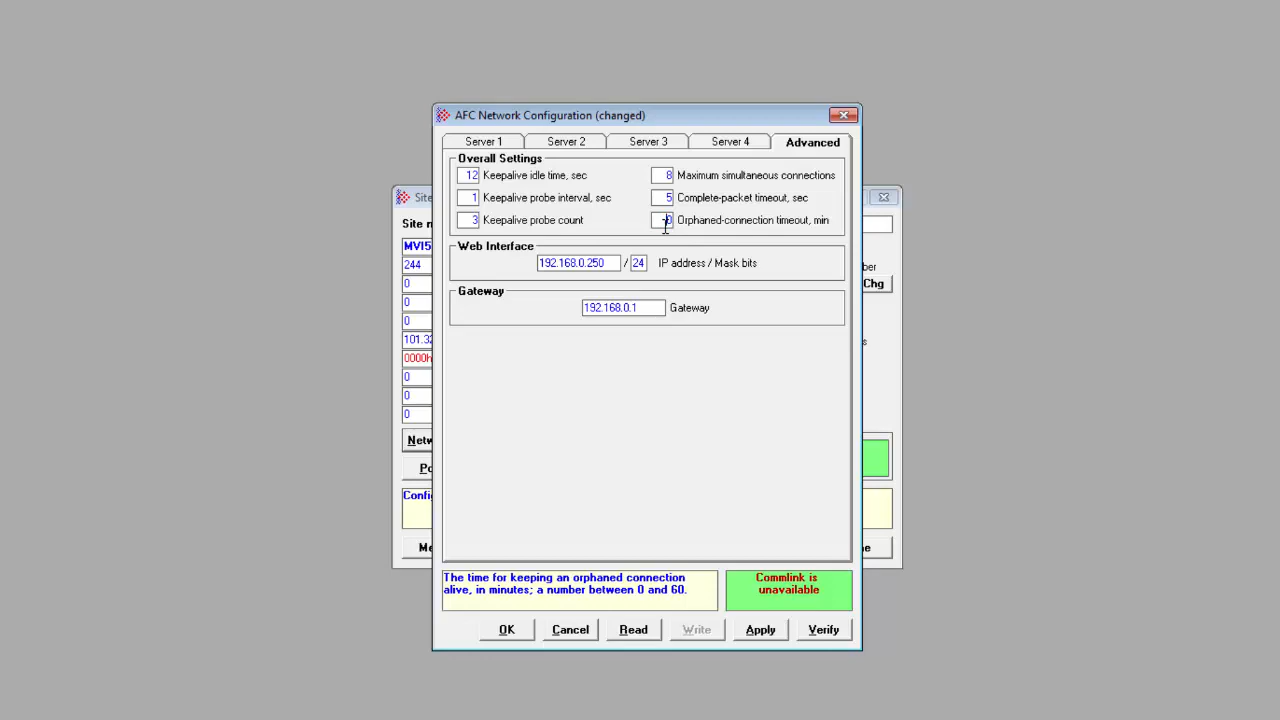 AFC Network Configuration (changed)
Server 1 Server 2 Server 3 Server 4 Advanced
Overall Settings
12 Keepalive idle time, sec 8 Maximum simultaneous connections
1 Keepalive probe interval, sec 5 Complete-packet timeout, sec
3 Keepalive probe count 0 Orphaned-connection timeout, min
Web Interface
192.168.0.250 / 24 IP address / Mask bits
Gateway
192.168.0.1 Gateway
The time for keeping an orphaned connection
alive, in minutes; a number between 0 and 60.
Commlink is
unavailable
OK Cancel Read Write Apply Verify
Site n
MVI5
244
0
0
0
101.32
0000h
0
0
0
Netw
Po
Config
Me
ber
Chg
s
e